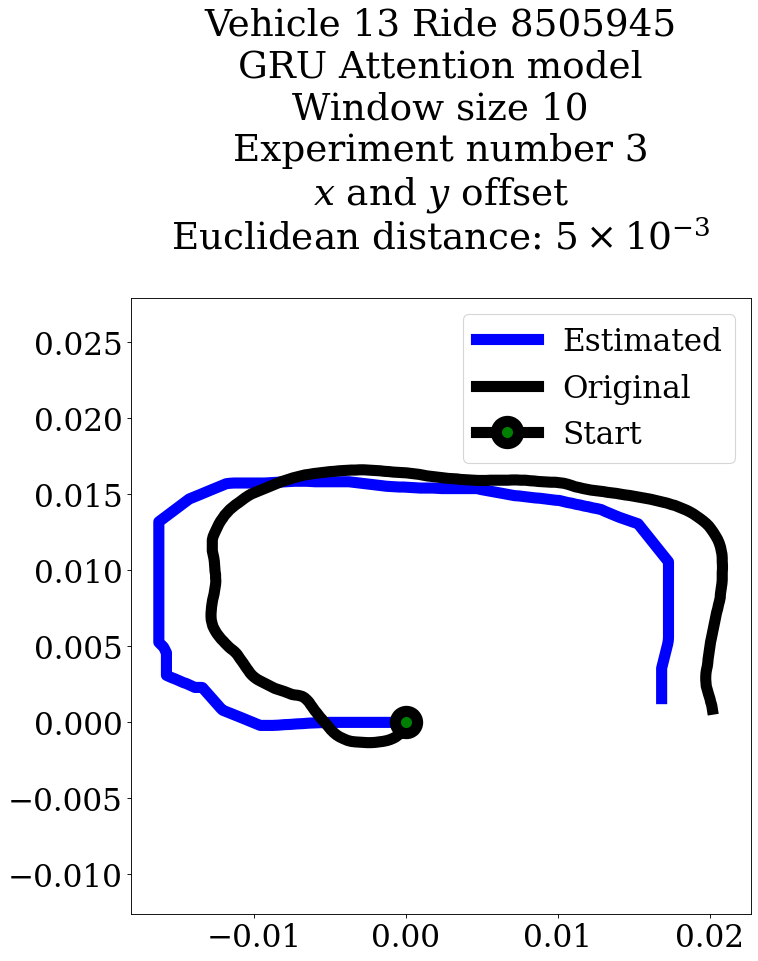 Vehicle 13 Ride 8505945
GRU Attention model
Window size 10
Experiment number 3
x and y offset
Euclidean distance: 5 × 10⁻³
Estimated
Original
Start
0.025
0.020
0.015
0.010
0.005
0.000
−0.005
−0.010
−0.01 0.00 0.01 0.02